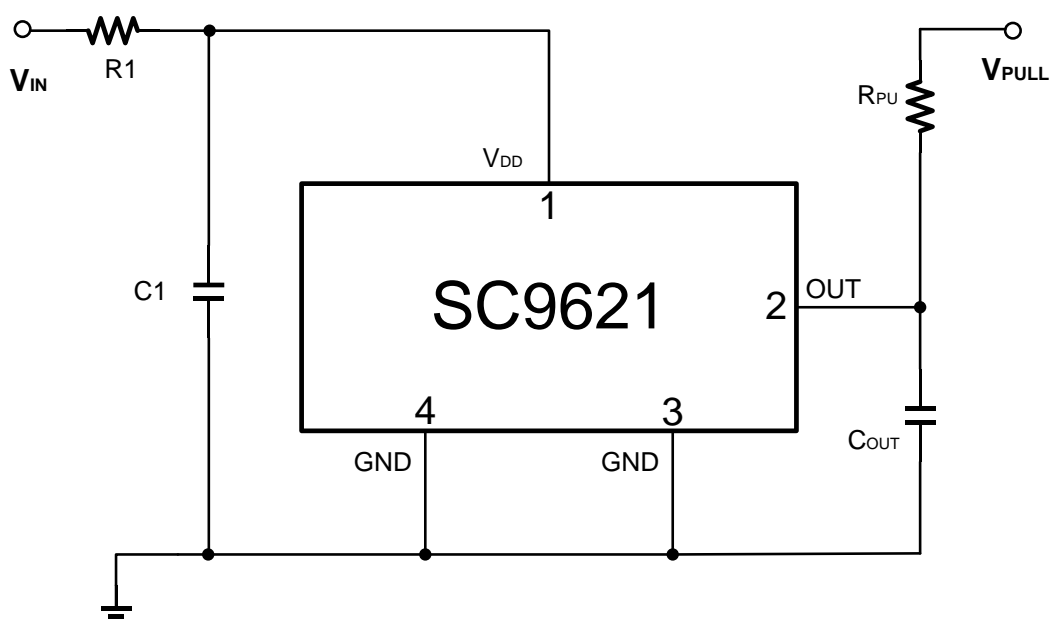 R1
VIN
VPULL
RPU
VDD
1
C1
SC9621
2
OUT
4
3
GND
GND
COUT